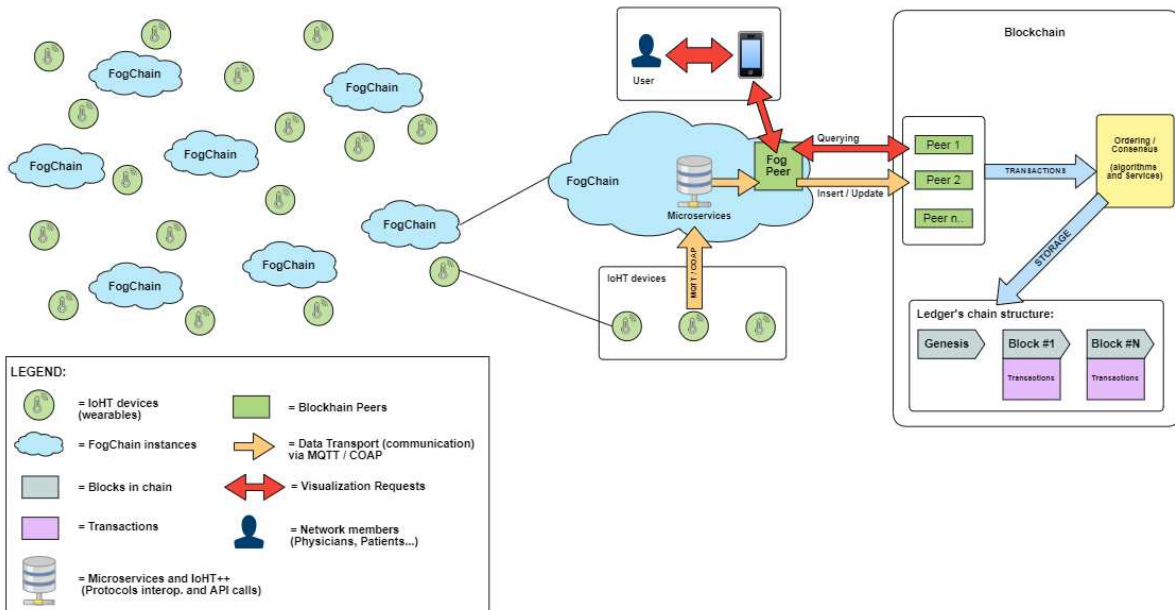 FogChain
FogChain
FogChain
FogChain
FogChain
FogChain
FogChain
User
FogChain
Fog
Peer
Microservices
Querying
Insert / Update
MQTT / COAP
IoHT devices
Blockchain
Peer 1
Peer 2
Peer n..
TRANSACTIONS
Ordering /
Consensus
(algorithms
and Services)
STORAGE
Ledger's chain structure:
Genesis
Block #1
Block #N
Transactions
Transactions
LEGEND:
= IoHT devices
(wearables)
= Blockhain Peers
= FogChain instances
= Data Transport (communication)
via MQTT / COAP
= Blocks in chain
= Visualization Requests
= Transactions
= Network members
(Physicians, Patients...)
= Microservices and IoHT++
(Protocols interop. and API calls)